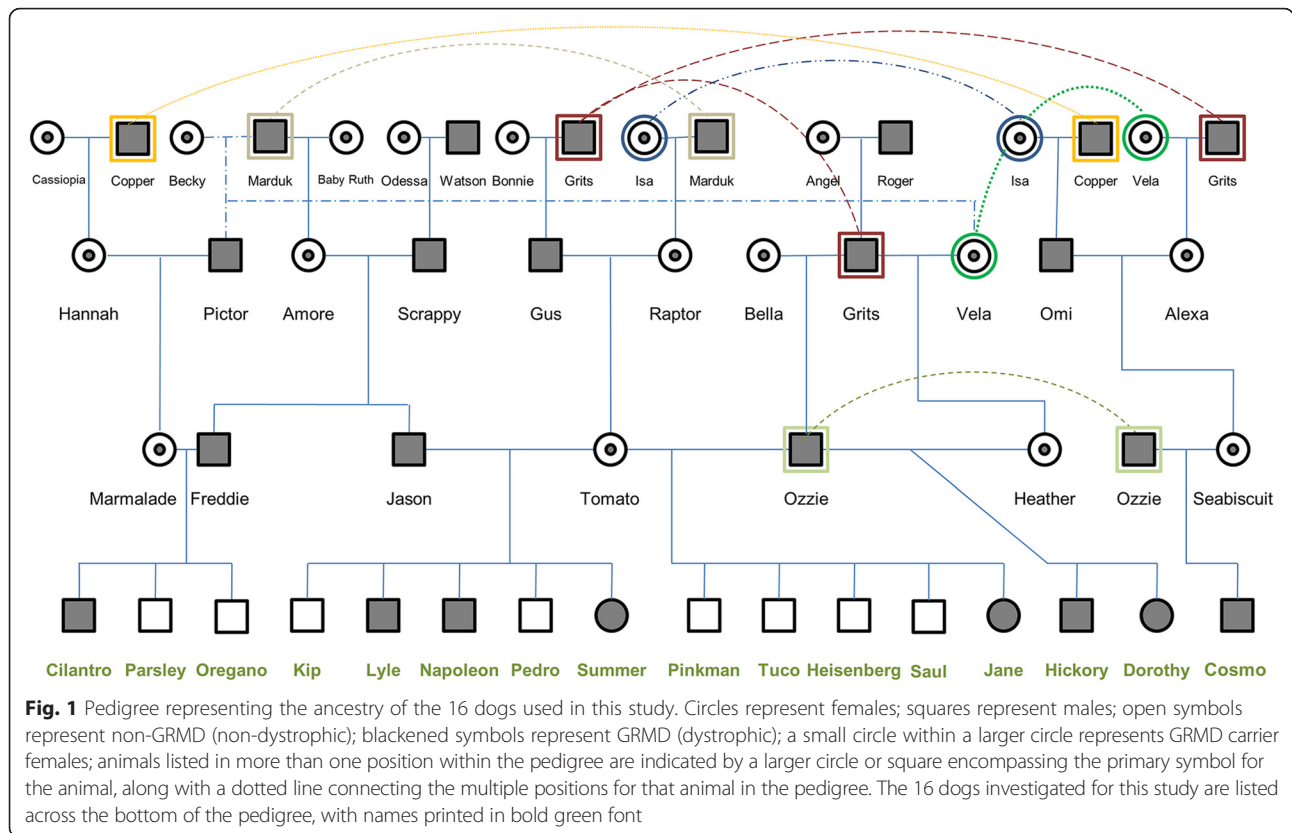 Cassiopia Copper Becky Marduk Baby Ruth Odessa Watson Bonnie Grits Isa Marduk Angel Roger Isa Copper Vela Grits
Hannah Pictor Amore Scrappy Gus Raptor Bella Grits Vela Omi Alexa
Marmalade Freddie Jason Tomato Ozzie Heather Ozzie Seabiscuit
Cilantro Parsley Oregano Kip Lyle Napoleon Pedro Summer Pinkman Tuco Heisenberg Saul Jane Hickory Dorothy Cosmo
Fig. 1 Pedigree representing the ancestry of the 16 dogs used in this study. Circles represent females; squares represent males; open symbols
represent non-GRMD (non-dystrophic); blackened symbols represent GRMD (dystrophic); a small circle within a larger circle represents GRMD carrier
females; animals listed in more than one position within the pedigree are indicated by a larger circle or square encompassing the primary symbol for
the animal, along with a dotted line connecting the multiple positions for that animal in the pedigree. The 16 dogs investigated for this study are listed
across the bottom of the pedigree, with names printed in bold green font